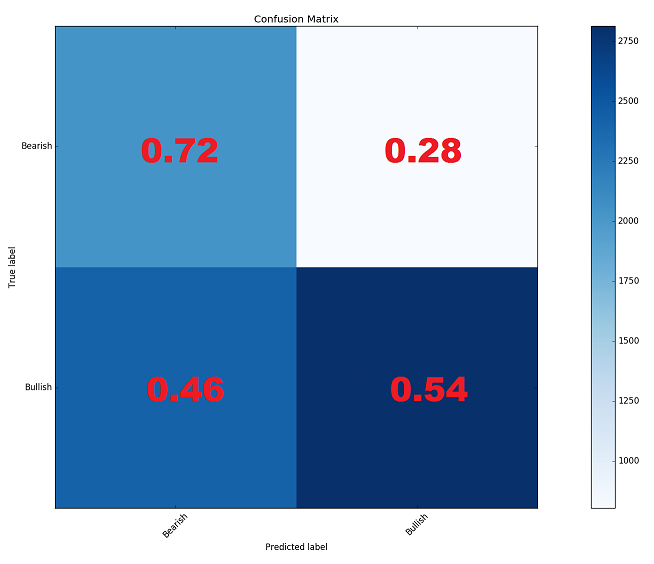 Confusion Matrix
True label
Bearish
0.72
0.28
Bullish
0.46
0.54
Bearish
Bullish
Predicted label
2750
2500
2250
2000
1750
1500
1250
1000